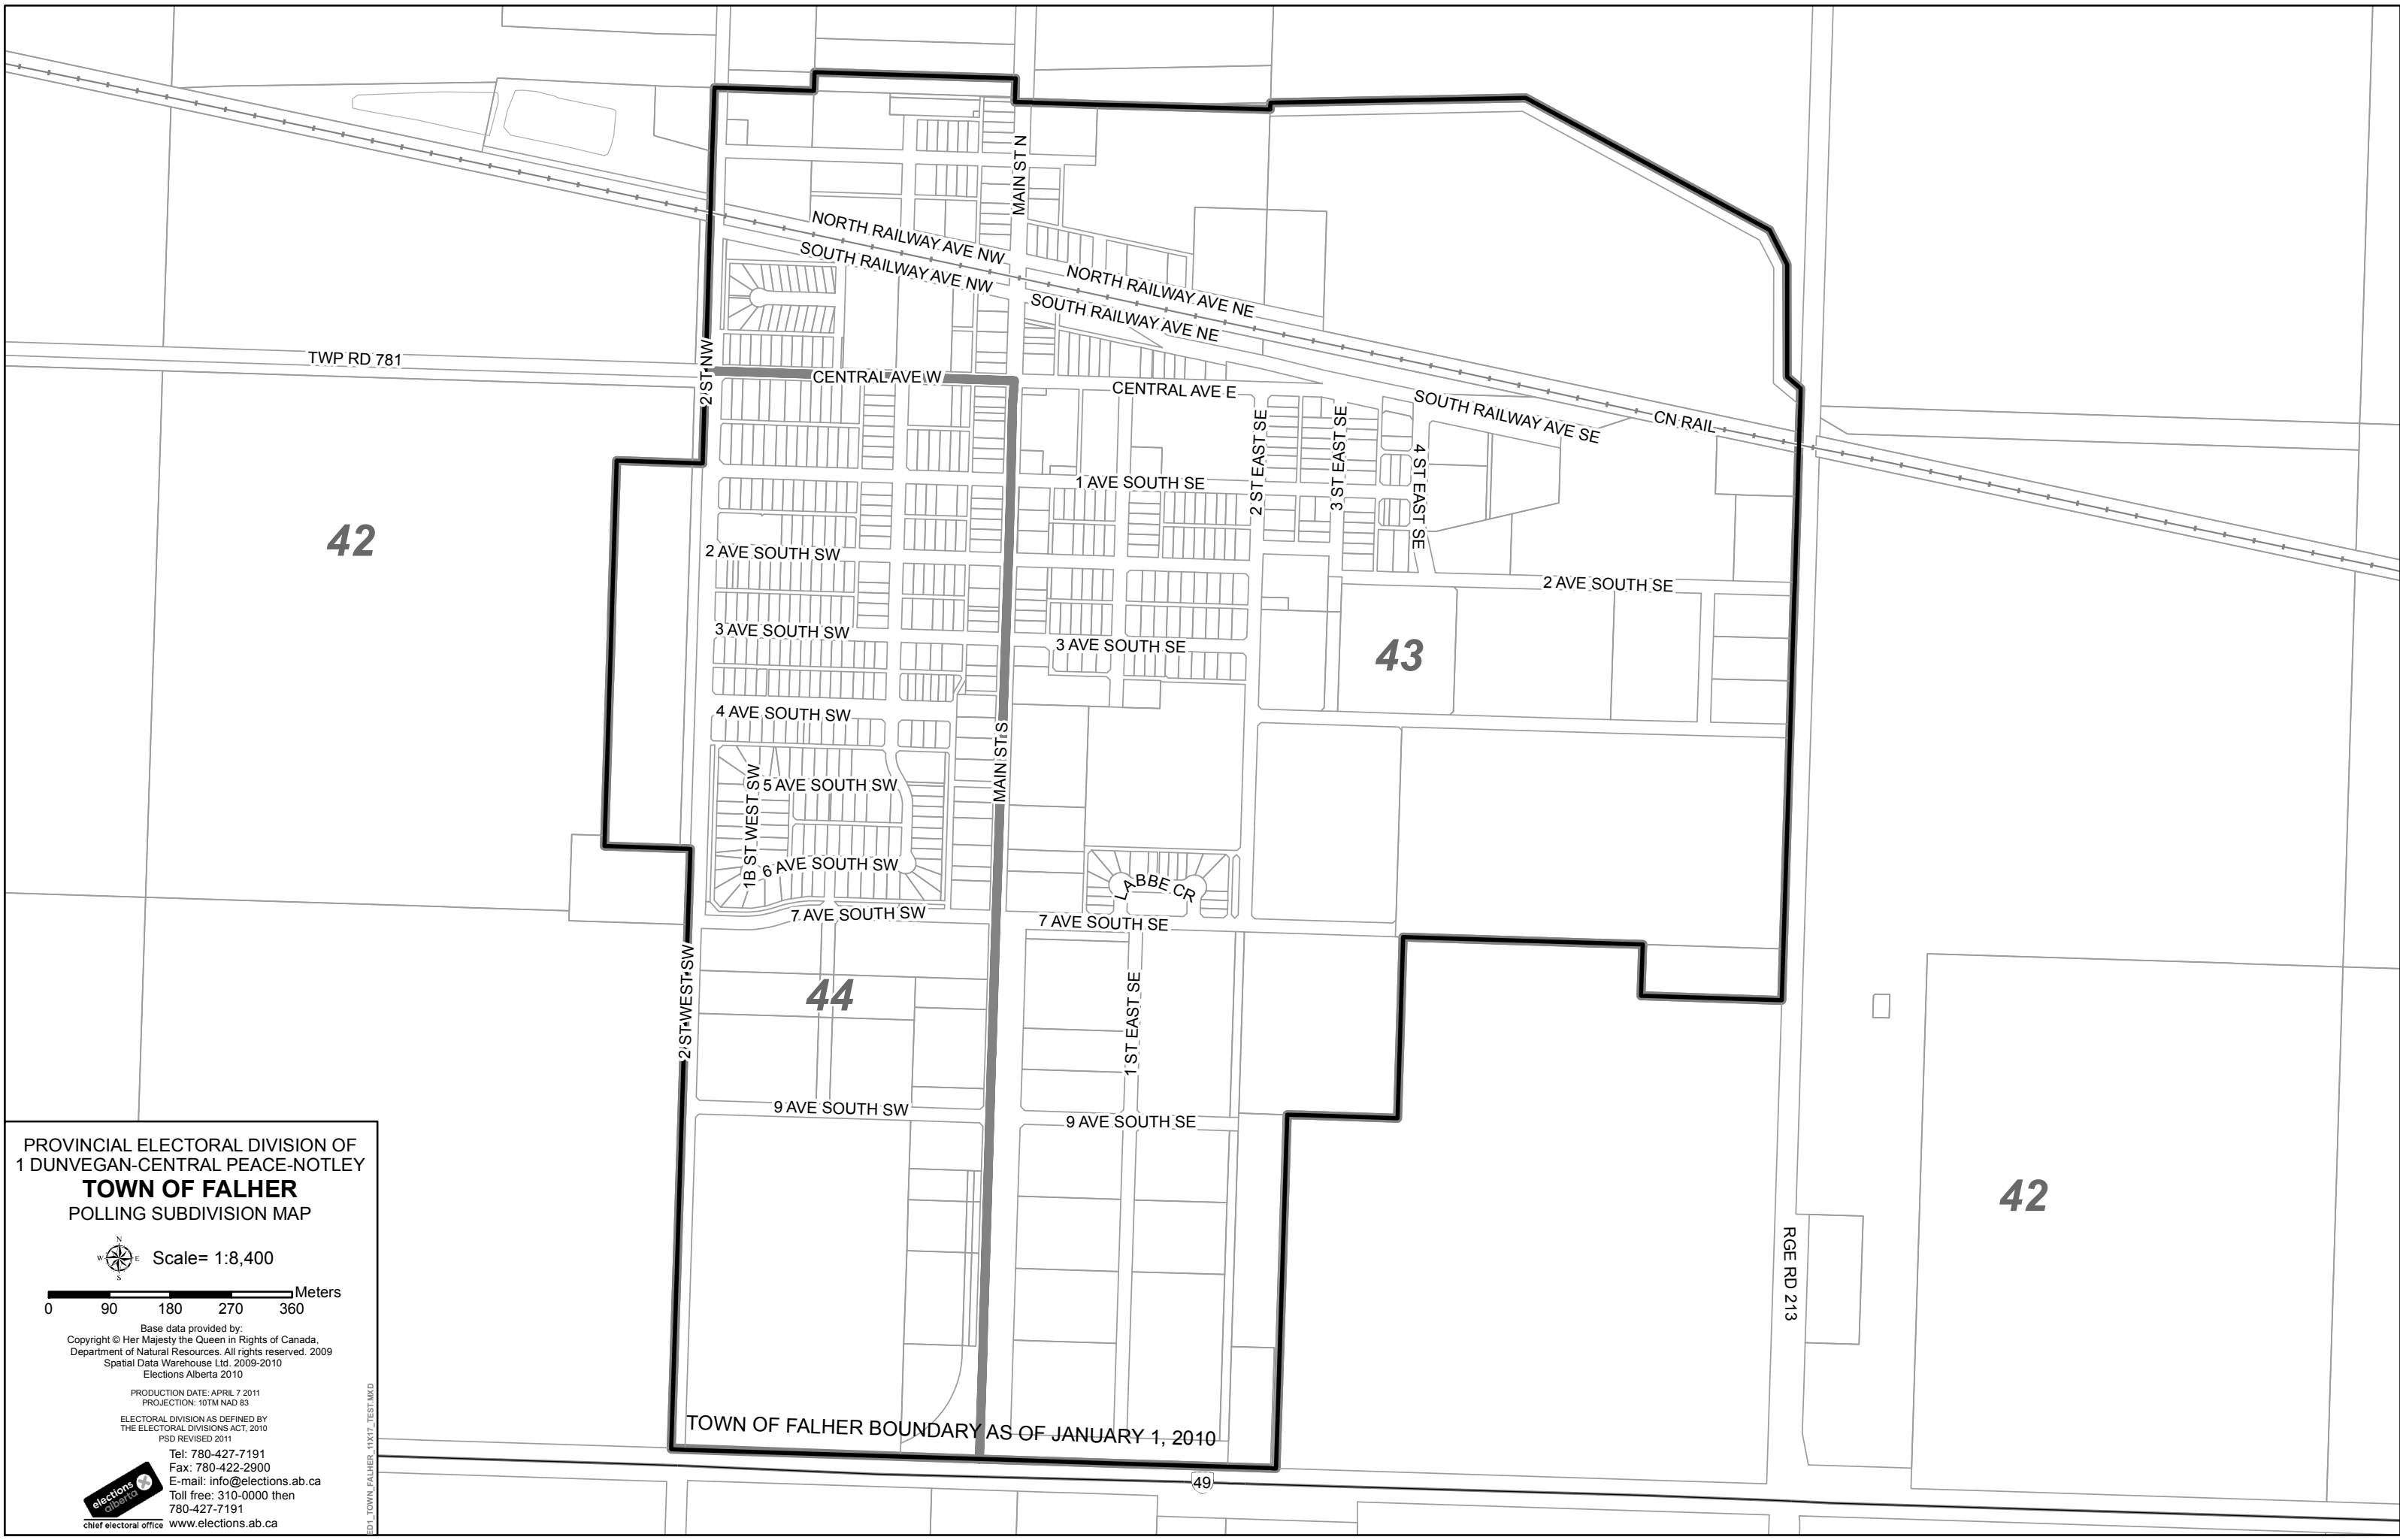 MAIN ST N
NORTH RAILWAY AVE NW
SOUTH RAILWAY AVE NW
NORTH RAILWAY AVE NE
SOUTH RAILWAY AVE NE
TWP RD 781
2 ST NW
CENTRAL AVE W
CENTRAL AVE E
SOUTH RAILWAY AVE SE
CN RAIL
2 ST EAST SE
3 ST EAST SE
4 ST EAST SE
1 AVE SOUTH SE
42
2 AVE SOUTH SW
2 AVE SOUTH SE
3 AVE SOUTH SW
3 AVE SOUTH SE
43
4 AVE SOUTH SW
MAIN ST S
5 AVE SOUTH SW
1B ST WEST SW
6 AVE SOUTH SW
LABBE CR
7 AVE SOUTH SW
7 AVE SOUTH SE
2 ST WEST SW
44
1 ST EAST SE
9 AVE SOUTH SW
9 AVE SOUTH SE
42
RGE RD 213
TOWN OF FALHER BOUNDARY AS OF JANUARY 1, 2010
49
PROVINCIAL ELECTORAL DIVISION OF
1 DUNVEGAN-CENTRAL PEACE-NOTLEY
TOWN OF FALHER
POLLING SUBDIVISION MAP
N
W E
S
Scale= 1:8,400
Meters
0 90 180 270 360
Base data provided by:
Copyright © Her Majesty the Queen in Rights of Canada,
Department of Natural Resources. All rights reserved. 2009
Spatial Data Warehouse Ltd. 2009-2010
Elections Alberta 2010
PRODUCTION DATE: APRIL 7 2011
PROJECTION: 10TM NAD 83
ELECTORAL DIVISION AS DEFINED BY
THE ELECTORAL DIVISIONS ACT, 2010
PSD REVISED 2011
Tel: 780-427-7191
Fax: 780-422-2900
E-mail: info@elections.ab.ca
Toll free: 310-0000 then
780-427-7191
www.elections.ab.ca
elections
alberta
chief electoral office
ED1_TOWN_FALHER_11X17_TEST.MXD